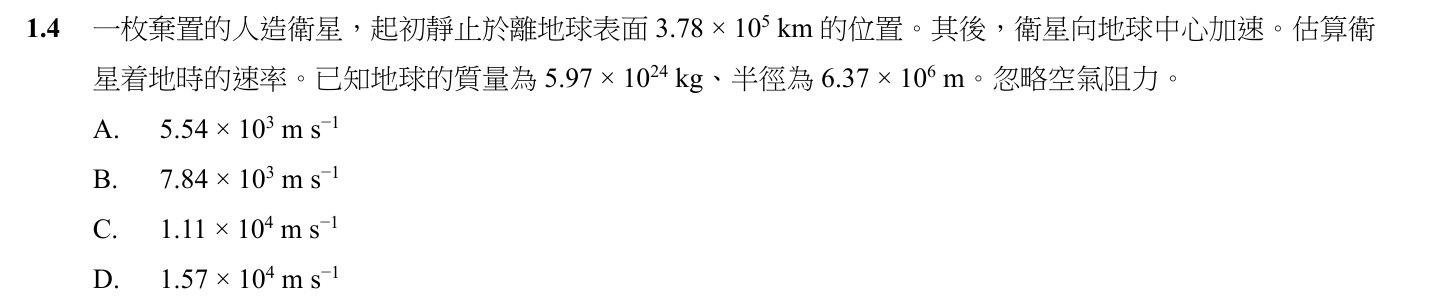 1.4 一枚棄置的人造衛星，起初靜止於離地球表面 3.78 × 10⁵ km 的位置。其後，衛星向地球中心加速。估算衛
星着地時的速率。已知地球的質量為 5.97 × 10²⁴ kg、半徑為 6.37 × 10⁶ m。忽略空氣阻力。
A. 5.54 × 10³ m s⁻¹
B. 7.84 × 10³ m s⁻¹
C. 1.11 × 10⁴ m s⁻¹
D. 1.57 × 10⁴ m s⁻¹